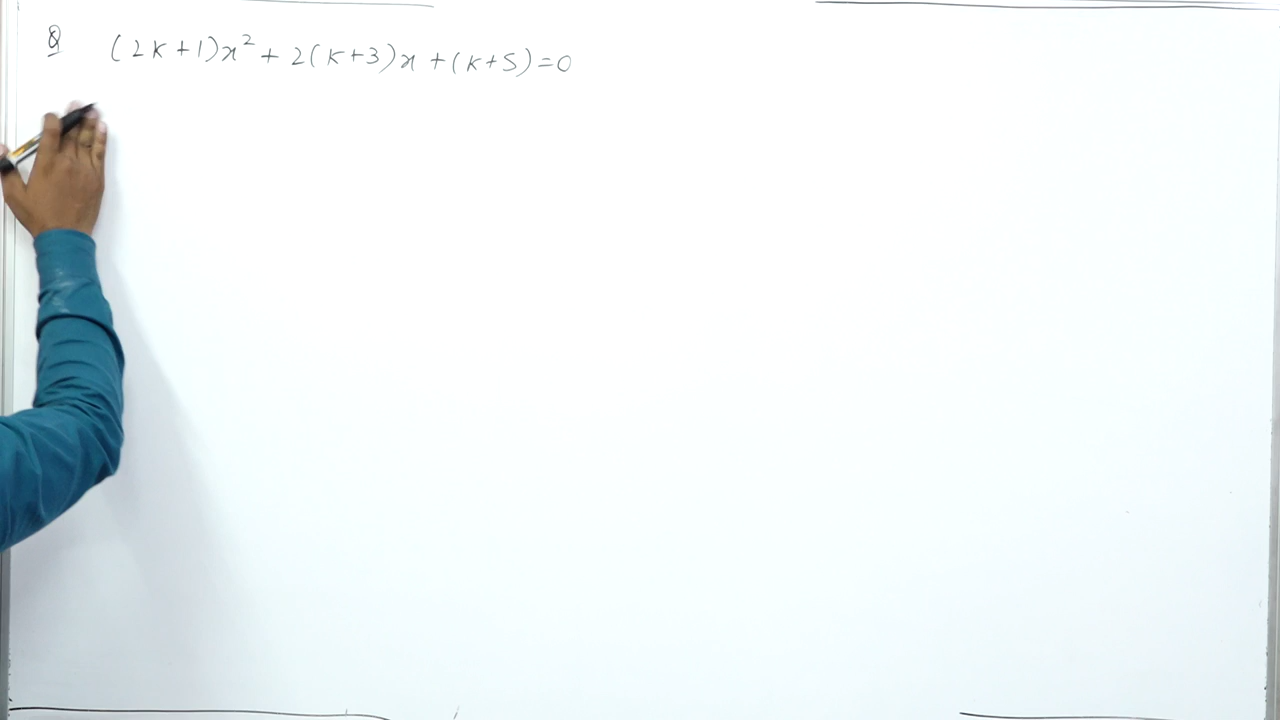 Q (2k+1)x² + 2(k+3)x + (k+5) = 0